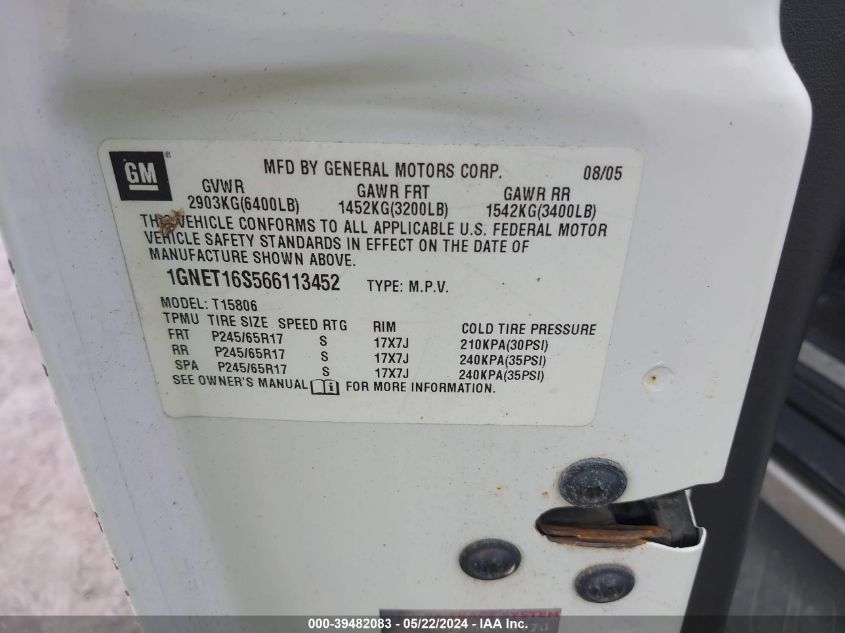 GM ® MFD BY GENERAL MOTORS CORP. 08/05
GVWR GAWR FRT GAWR RR
2903KG(6400LB) 1452KG(3200LB) 1542KG(3400LB)
THIS VEHICLE CONFORMS TO ALL APPLICABLE U.S. FEDERAL MOTOR
VEHICLE SAFETY STANDARDS IN EFFECT ON THE DATE OF
MANUFACTURE SHOWN ABOVE.
1GNET16S566113452 TYPE: M.P.V.
MODEL: T15806
TPMU TIRE SIZE SPEED RTG RIM COLD TIRE PRESSURE
FRT P245/65R17 S 17X7J 210KPA(30PSI)
RR P245/65R17 S 17X7J 240KPA(35PSI)
SPA P245/65R17 S 17X7J 240KPA(35PSI)
SEE OWNER'S MANUAL i FOR MORE INFORMATION.
SYSTEM
000-39482083 - 05/22/2024 - IAA Inc.